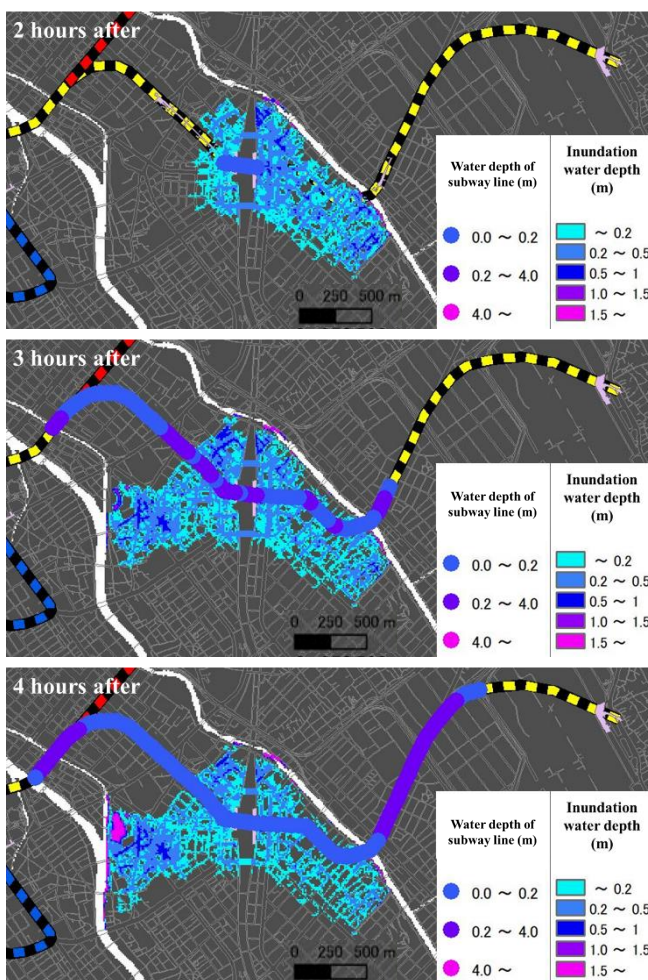 2 hours after
Water depth of
subway line (m)
0.0 ~ 0.2
0.2 ~ 4.0
4.0 ~
Inundation
water depth
(m)
~ 0.2
0.2 ~ 0.5
0.5 ~ 1
1.0 ~ 1.5
1.5 ~
0 250 500 m
3 hours after
Water depth of
subway line (m)
0.0 ~ 0.2
0.2 ~ 4.0
4.0 ~
Inundation
water depth
(m)
~ 0.2
0.2 ~ 0.5
0.5 ~ 1
1.0 ~ 1.5
1.5 ~
0 250 500 m
4 hours after
Water depth of
subway line (m)
0.0 ~ 0.2
0.2 ~ 4.0
4.0 ~
Inundation
water depth
(m)
~ 0.2
0.2 ~ 0.5
0.5 ~ 1
1.0 ~ 1.5
1.5 ~
0 250 500 m